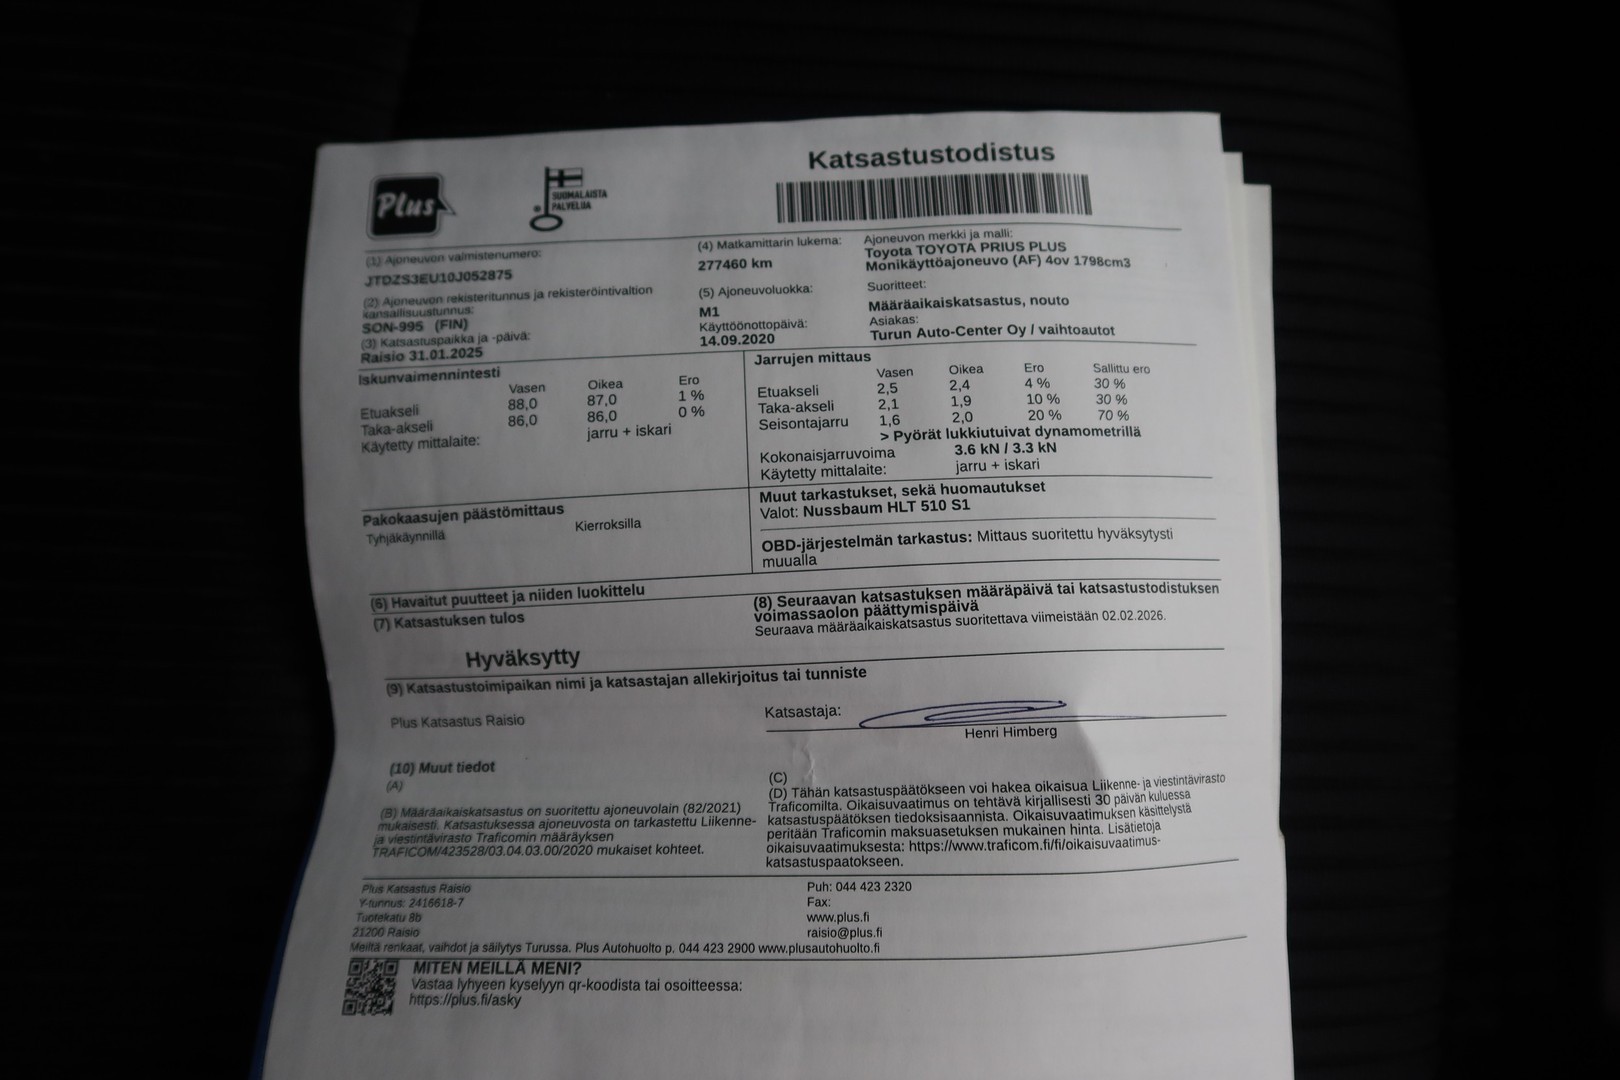 Katsastustodistus
Plus
SUOMALAISTA
PALVELUA
(1) Ajoneuvon valmistenumero:
JTDZS3EU10J052875
(2) Ajoneuvon rekisteritunnus ja rekisteröintivaltion
kansallisuustunnus:
SON-995 (FIN)
(3) Katsastuspaikka ja -päivä:
Raisio 31.01.2025
(4) Matkamittarin lukema:
277460 km
(5) Ajoneuvoluokka:
M1
Käyttöönottopäivä:
14.09.2020
Ajoneuvon merkki ja malli:
Toyota TOYOTA PRIUS PLUS
Monikäyttöajoneuvo (AF) 4ov 1798cm3
Suoritteet:
Määräaikaiskatsastus, nouto
Asiakas:
Turun Auto-Center Oy / vaihtoautot
Iskunvaimennintesti
Vasen Oikea Ero
Etuakseli 88,0 87,0 1 %
Taka-akseli 86,0 86,0 0 %
Käytetty mittalaite: jarru + iskari
Jarrujen mittaus
Vasen Oikea Ero Sallittu ero
Etuakseli 2,5 2,4 4 % 30 %
Taka-akseli 2,1 1,9 10 % 30 %
Seisontajarru 1,6 2,0 20 % 70 %
> Pyörät lukkiutuivat dynamometrillä
Kokonaisjarruvoima 3.6 kN / 3.3 kN
Käytetty mittalaite: jarru + iskari
Pakokaasujen päästömittaus
Tyhjäkäynnillä Kierroksilla
Muut tarkastukset, sekä huomautukset
Valot: Nussbaum HLT 510 S1
OBD-järjestelmän tarkastus: Mittaus suoritettu hyväksytysti
muualla
(6) Havaitut puutteet ja niiden luokittelu
(7) Katsastuksen tulos
Hyväksytty
(8) Seuraavan katsastuksen määräpäivä tai katsastustodistuksen
voimassaolon päättymispäivä
Seuraava määräaikaiskatsastus suoritettava viimeistään 02.02.2026.
(9) Katsastustoimipaikan nimi ja katsastajan allekirjoitus tai tunniste
Plus Katsastus Raisio
Katsastaja:
Henri Himberg
(10) Muut tiedot
(A)
(B) Määräaikaiskatsastus on suoritettu ajoneuvolain (82/2021)
mukaisesti. Katsastuksessa ajoneuvosta on tarkastettu Liikenne-
ja viestintävirasto Traficomin määräyksen
TRAFICOM/423528/03.04.03.00/2020 mukaiset kohteet.
(C)
(D) Tähän katsastuspäätökseen voi hakea oikaisua Liikenne- ja viestintävirasto
Traficomilta. Oikaisuvaatimus on tehtävä kirjallisesti 30 päivän kuluessa
katsastuspäätöksen tiedoksisaannista. Oikaisuvaatimuksen käsittelystä
peritään Traficomin maksuasetuksen mukainen hinta. Lisätietoja
oikaisuvaatimuksesta: https://www.traficom.fi/fi/oikaisuvaatimus-
katsastuspaatokseen.
Plus Katsastus Raisio
Y-tunnus: 2416618-7
Tuotekatu 8b
21200 Raisio
Puh: 044 423 2320
Fax:
www.plus.fi
raisio@plus.fi
Meiltä renkaat, vaihdot ja säilytys Turussa. Plus Autohuolto p. 044 423 2900 www.plusautohuolto.fi
MITEN MEILLÄ MENI?
Vastaa lyhyeen kyselyyn qr-koodista tai osoitteessa:
https://plus.fi/asky